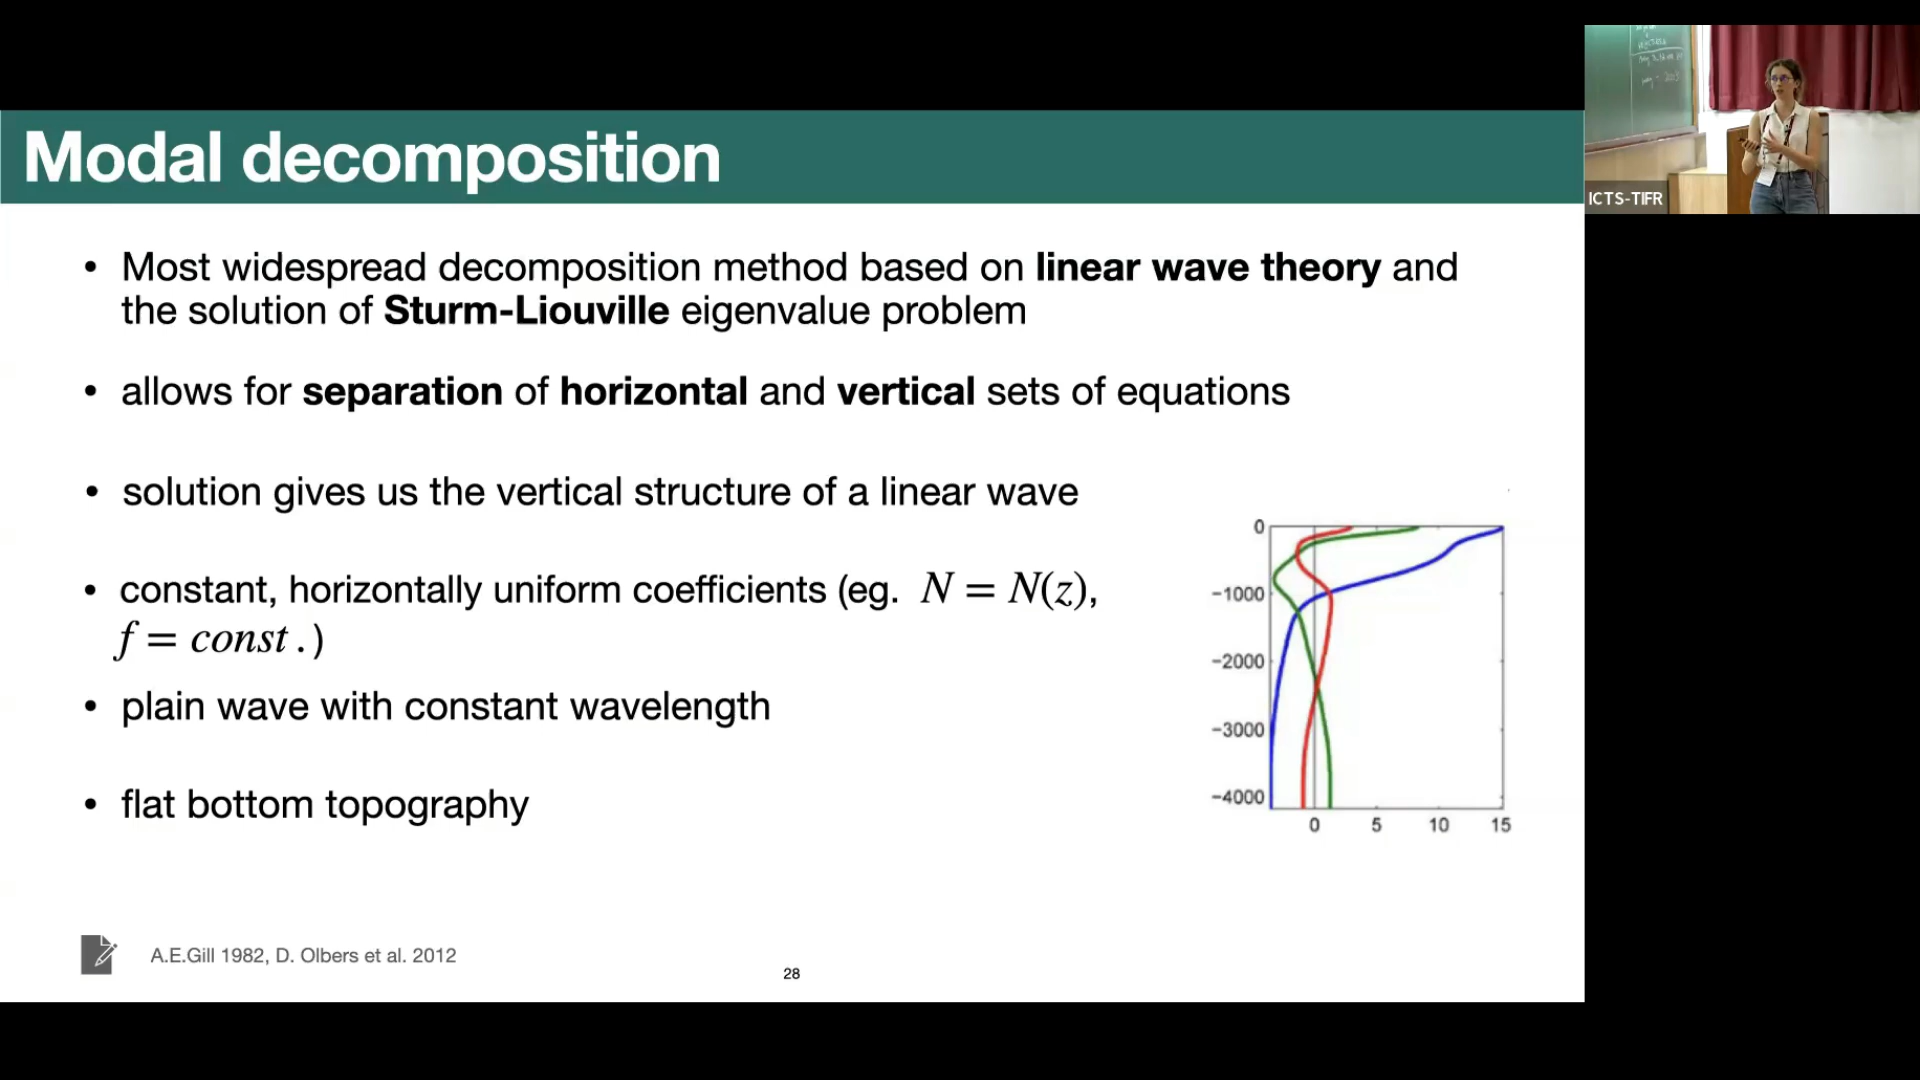 Modal decomposition
• Most widespread decomposition method based on linear wave theory and
the solution of Sturm-Liouville eigenvalue problem
• allows for separation of horizontal and vertical sets of equations
• solution gives us the vertical structure of a linear wave
• constant, horizontally uniform coefficients (eg. N = N(z),
f = const.)
• plain wave with constant wavelength
• flat bottom topography
0
−1000
−2000
−3000
−4000
0 5 10 15
A.E.Gill 1982, D. Olbers et al. 2012
28
ICTS-TIFR